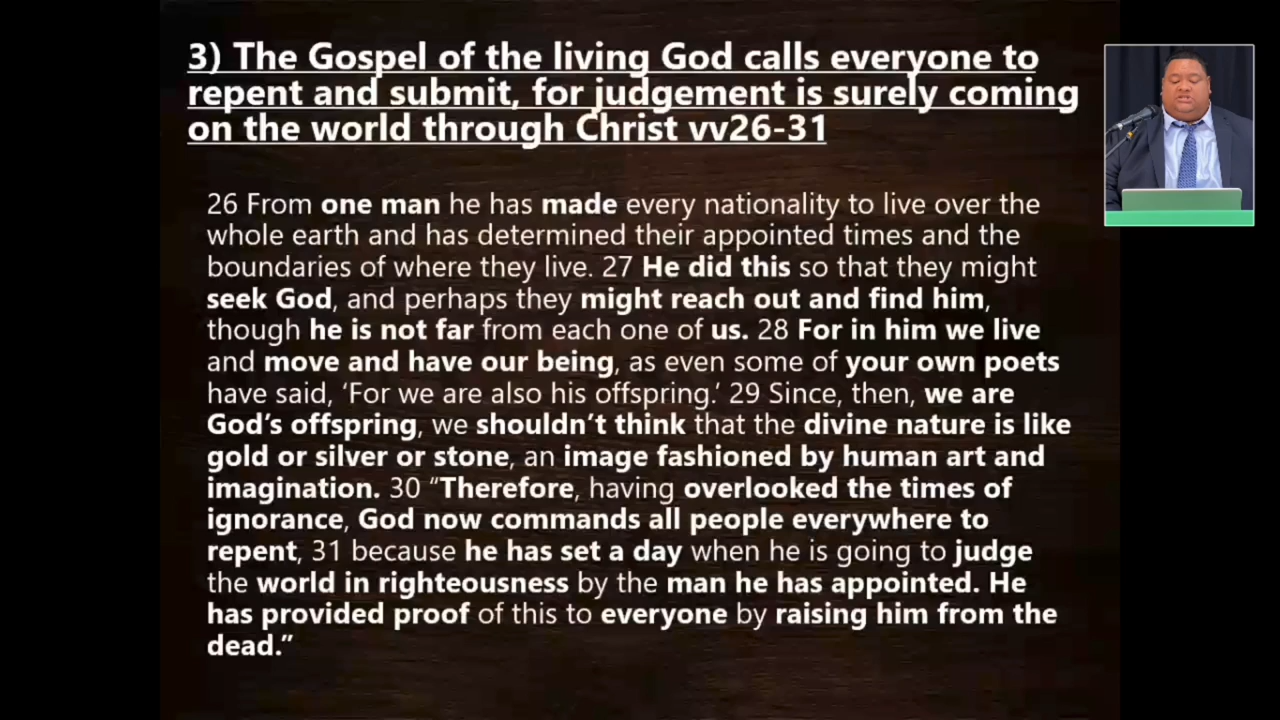 3) The Gospel of the living God calls everyone to
repent and submit, for judgement is surely coming
on the world through Christ vv26-31
26 From one man he has made every nationality to live over the
whole earth and has determined their appointed times and the
boundaries of where they live. 27 He did this so that they might
seek God, and perhaps they might reach out and find him,
though he is not far from each one of us. 28 For in him we live
and move and have our being, as even some of your own poets
have said, ‘For we are also his offspring.’ 29 Since, then, we are
God’s offspring, we shouldn’t think that the divine nature is like
gold or silver or stone, an image fashioned by human art and
imagination. 30 “Therefore, having overlooked the times of
ignorance, God now commands all people everywhere to
repent, 31 because he has set a day when he is going to judge
the world in righteousness by the man he has appointed. He
has provided proof of this to everyone by raising him from the
dead.”